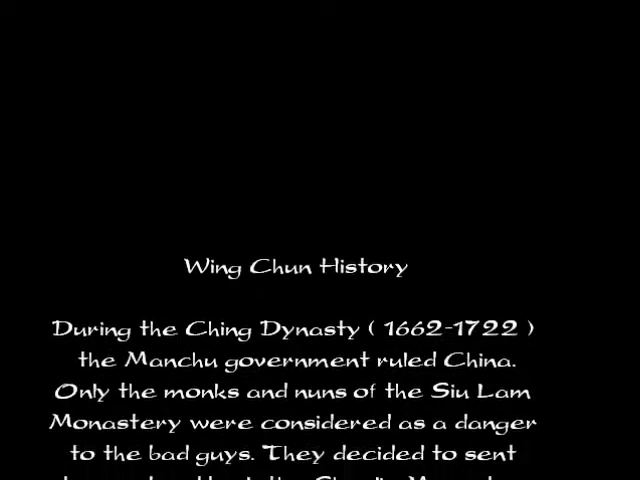 Wing Chun History
During the Ching Dynasty ( 1662-1722 )
the Manchu government ruled China.
Only the monks and nuns of the Siu Lam
Monastery were considered as a danger
to the bad guys. They decided to sent